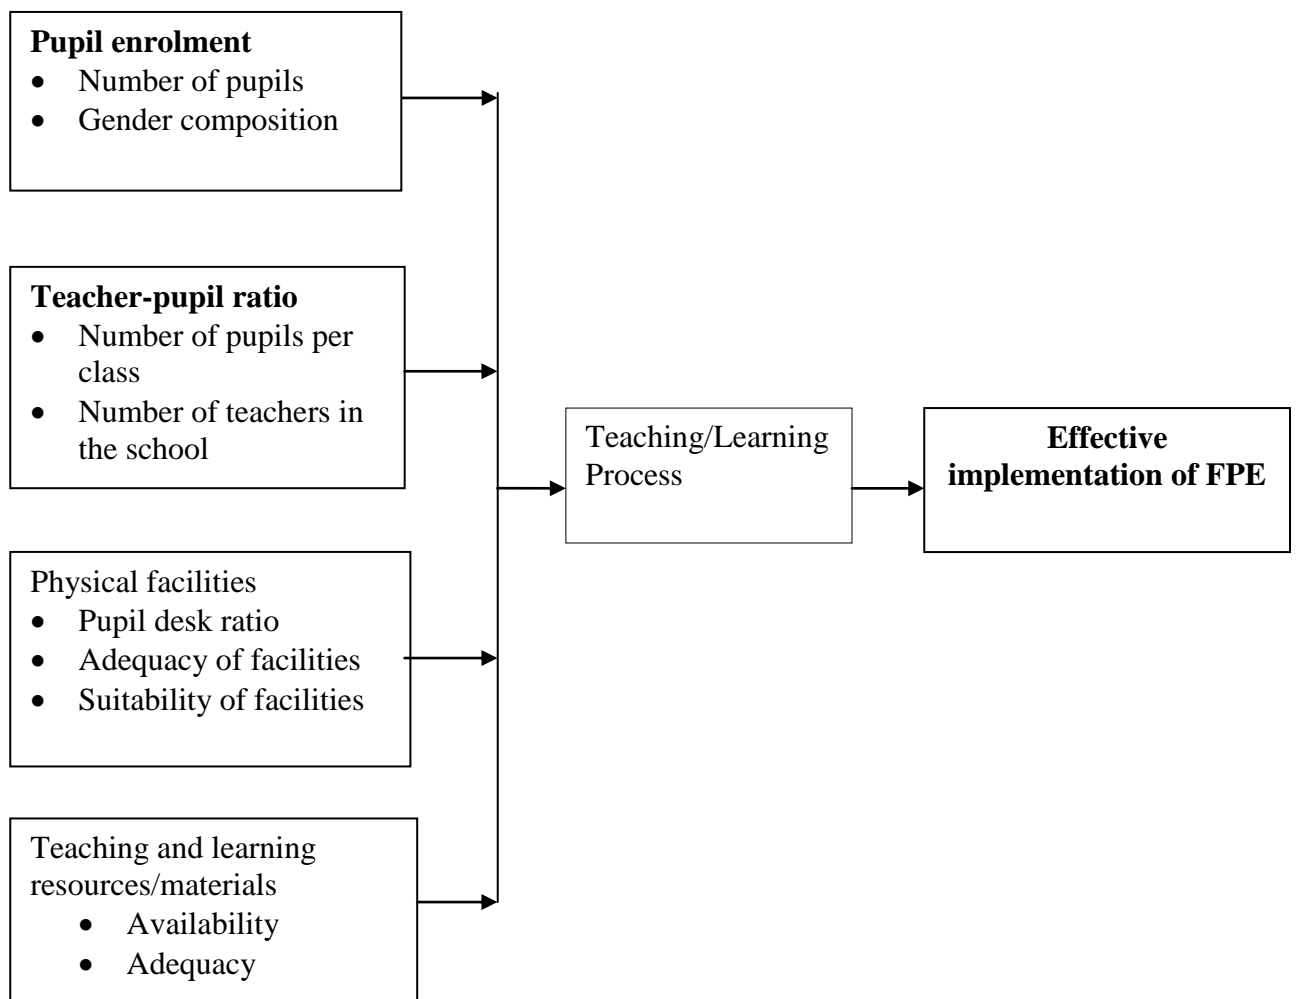 Pupil enrolment
• Number of pupils
• Gender composition
Teacher-pupil ratio
• Number of pupils per
class
• Number of teachers in
the school
Teaching/Learning
Process
Effective
implementation of FPE
Physical facilities
• Pupil desk ratio
• Adequacy of facilities
• Suitability of facilities
Teaching and learning
resources/materials
• Availability
• Adequacy